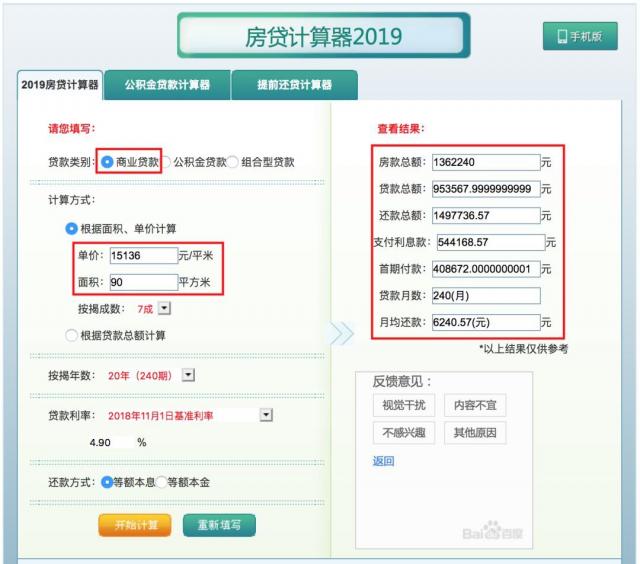 房贷计算器2019
手机版
2019房贷计算器
公积金贷款计算器
提前还贷计算器
请您填写：
贷款类别： 商业贷款 公积金贷款 组合型贷款
计算方式：
根据面积、单价计算
单价： 15136 元/平米
面积： 90 平方米
按揭成数： 7成
根据贷款总额计算
按揭年数： 20年（240期）
贷款利率： 2018年11月1日基准利率
4.90 %
还款方式： 等额本息 等额本金
开始计算 重新填写
查看结果：
房款总额： 1362240 元
贷款总额： 953567.9999999999 元
还款总额： 1497736.57 元
支付利息款： 544168.57 元
首期付款： 408672.0000000001 元
贷款月数： 240(月)
月均还款： 6240.57(元) 元
*以上结果仅供参考
反馈意见：
视觉干扰 内容不宜
不感兴趣 其他原因
返回
Bai百度